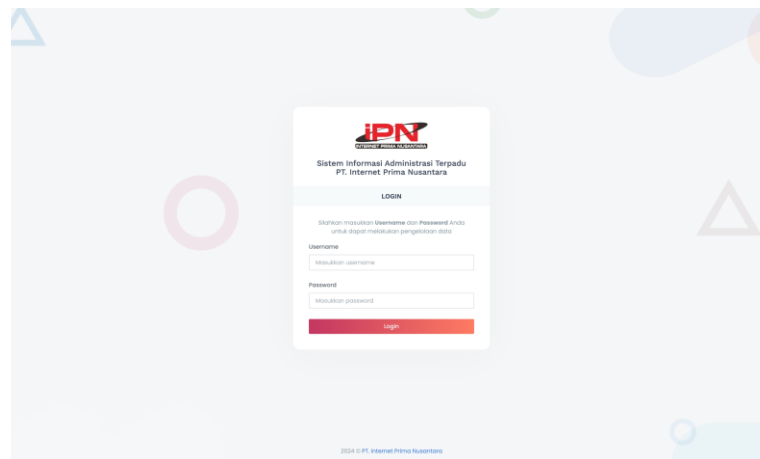 iPN
INTERNET PRIMA NUSANTARA
Sistem Informasi Administrasi Terpadu
PT. Internet Prima Nusantara
LOGIN
Silahkan masukkan Username dan Password Anda
untuk dapat melakukan pengelolaan data
Username
Masukkan username
Password
Masukkan password
Login
2024 © PT. Internet Prima Nusantara